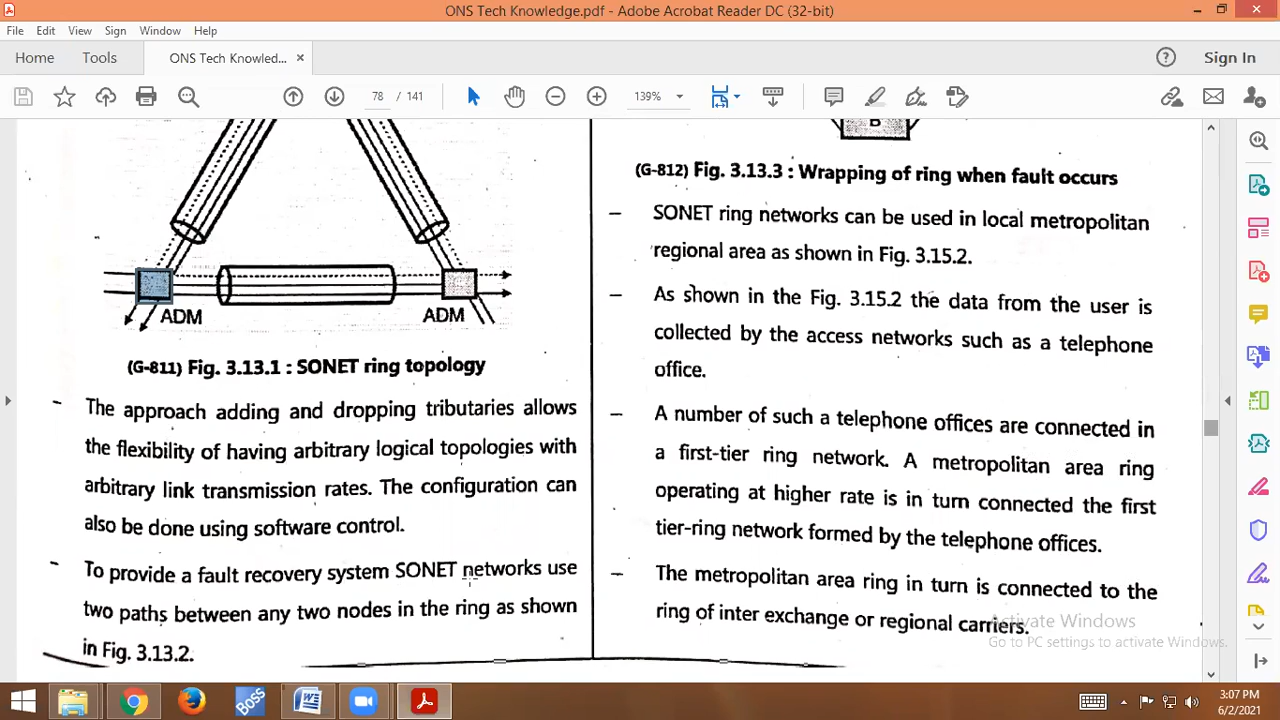 ONS Tech Knowledge.pdf - Adobe Acrobat Reader DC (32-bit)
File Edit View Sign Window Help
Home Tools ONS Tech Knowled... × Sign In
78 / 141 139%
ADM ADM
(G-811) Fig. 3.13.1 : SONET ring topology
- The approach adding and dropping tributaries allows
the flexibility of having arbitrary logical topologies with
arbitrary link transmission rates. The configuration can
also be done using software control.
- To provide a fault recovery system SONET networks use
two paths between any two nodes in the ring as shown
in Fig. 3.13.2.
B
(G-812) Fig. 3.13.3 : Wrapping of ring when fault occurs
- SONET ring networks can be used in local metropolitan
regional area as shown in Fig. 3.15.2.
- As shown in the Fig. 3.15.2 the data from the user is
collected by the access networks such as a telephone
office.
- A number of such a telephone offices are connected in
a first-tier ring network. A metropolitan area ring
operating at higher rate is in turn connected the first
tier-ring network formed by the telephone offices.
- The metropolitan area ring in turn is connected to the
ring of inter exchange or regional carriers.
Activate Windows
Go to PC settings to activate Windows.
BOSS
3:07 PM
6/2/2021